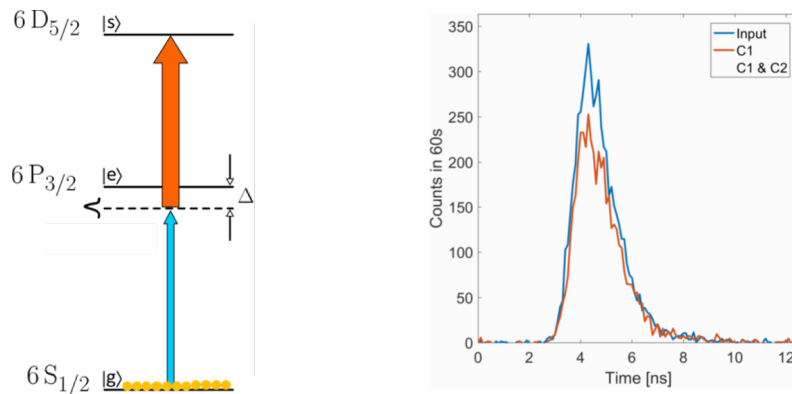 6 D5/2 |s⟩
6 P3/2 |e⟩
Δ
6 S1/2 |g⟩
350
300
250
200
150
100
50
0
Counts in 60s
0 2 4 6 8 10 12
Time [ns]
Input
C1
C1 & C2